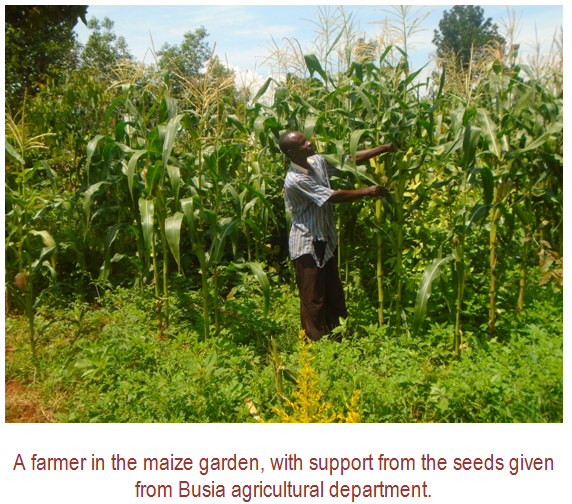 A farmer in the maize garden, with support from the seeds given
from Busia agricultural department.